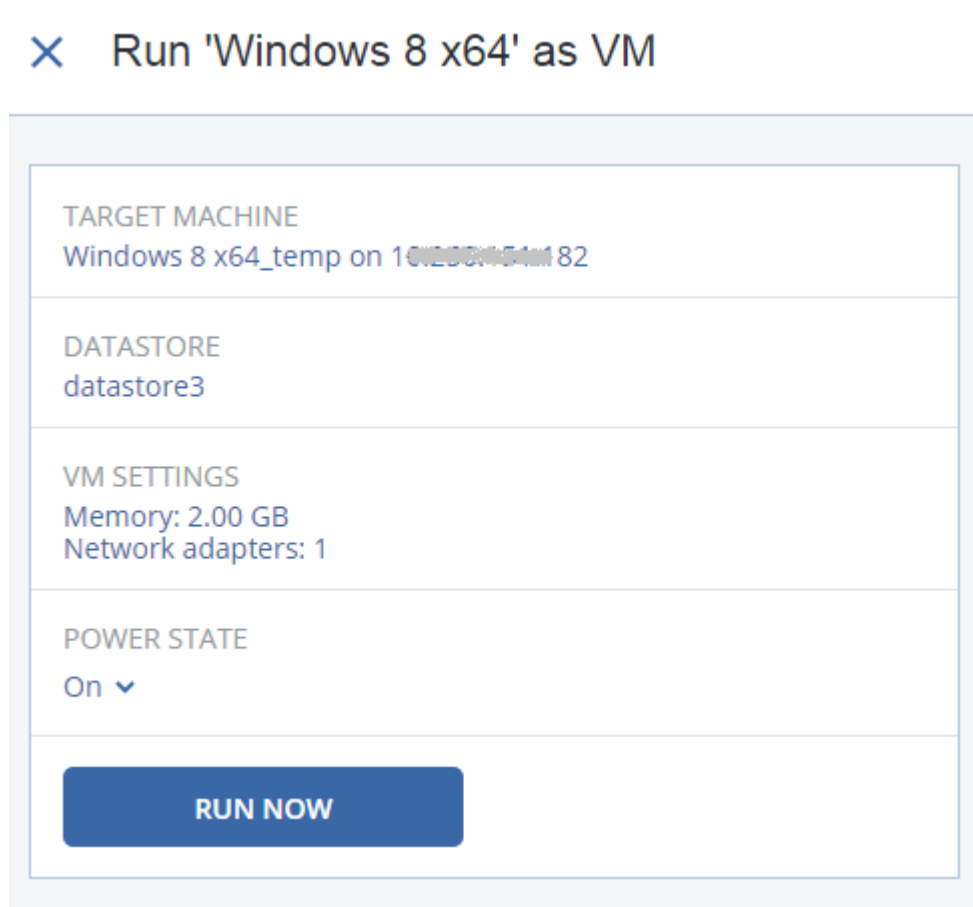 Run 'Windows 8 x64' as VM
TARGET MACHINE
Windows 8 x64_temp on 182
DATASTORE
datastore3
VM SETTINGS
Memory: 2.00 GB
Network adapters: 1
POWER STATE
On
RUN NOW